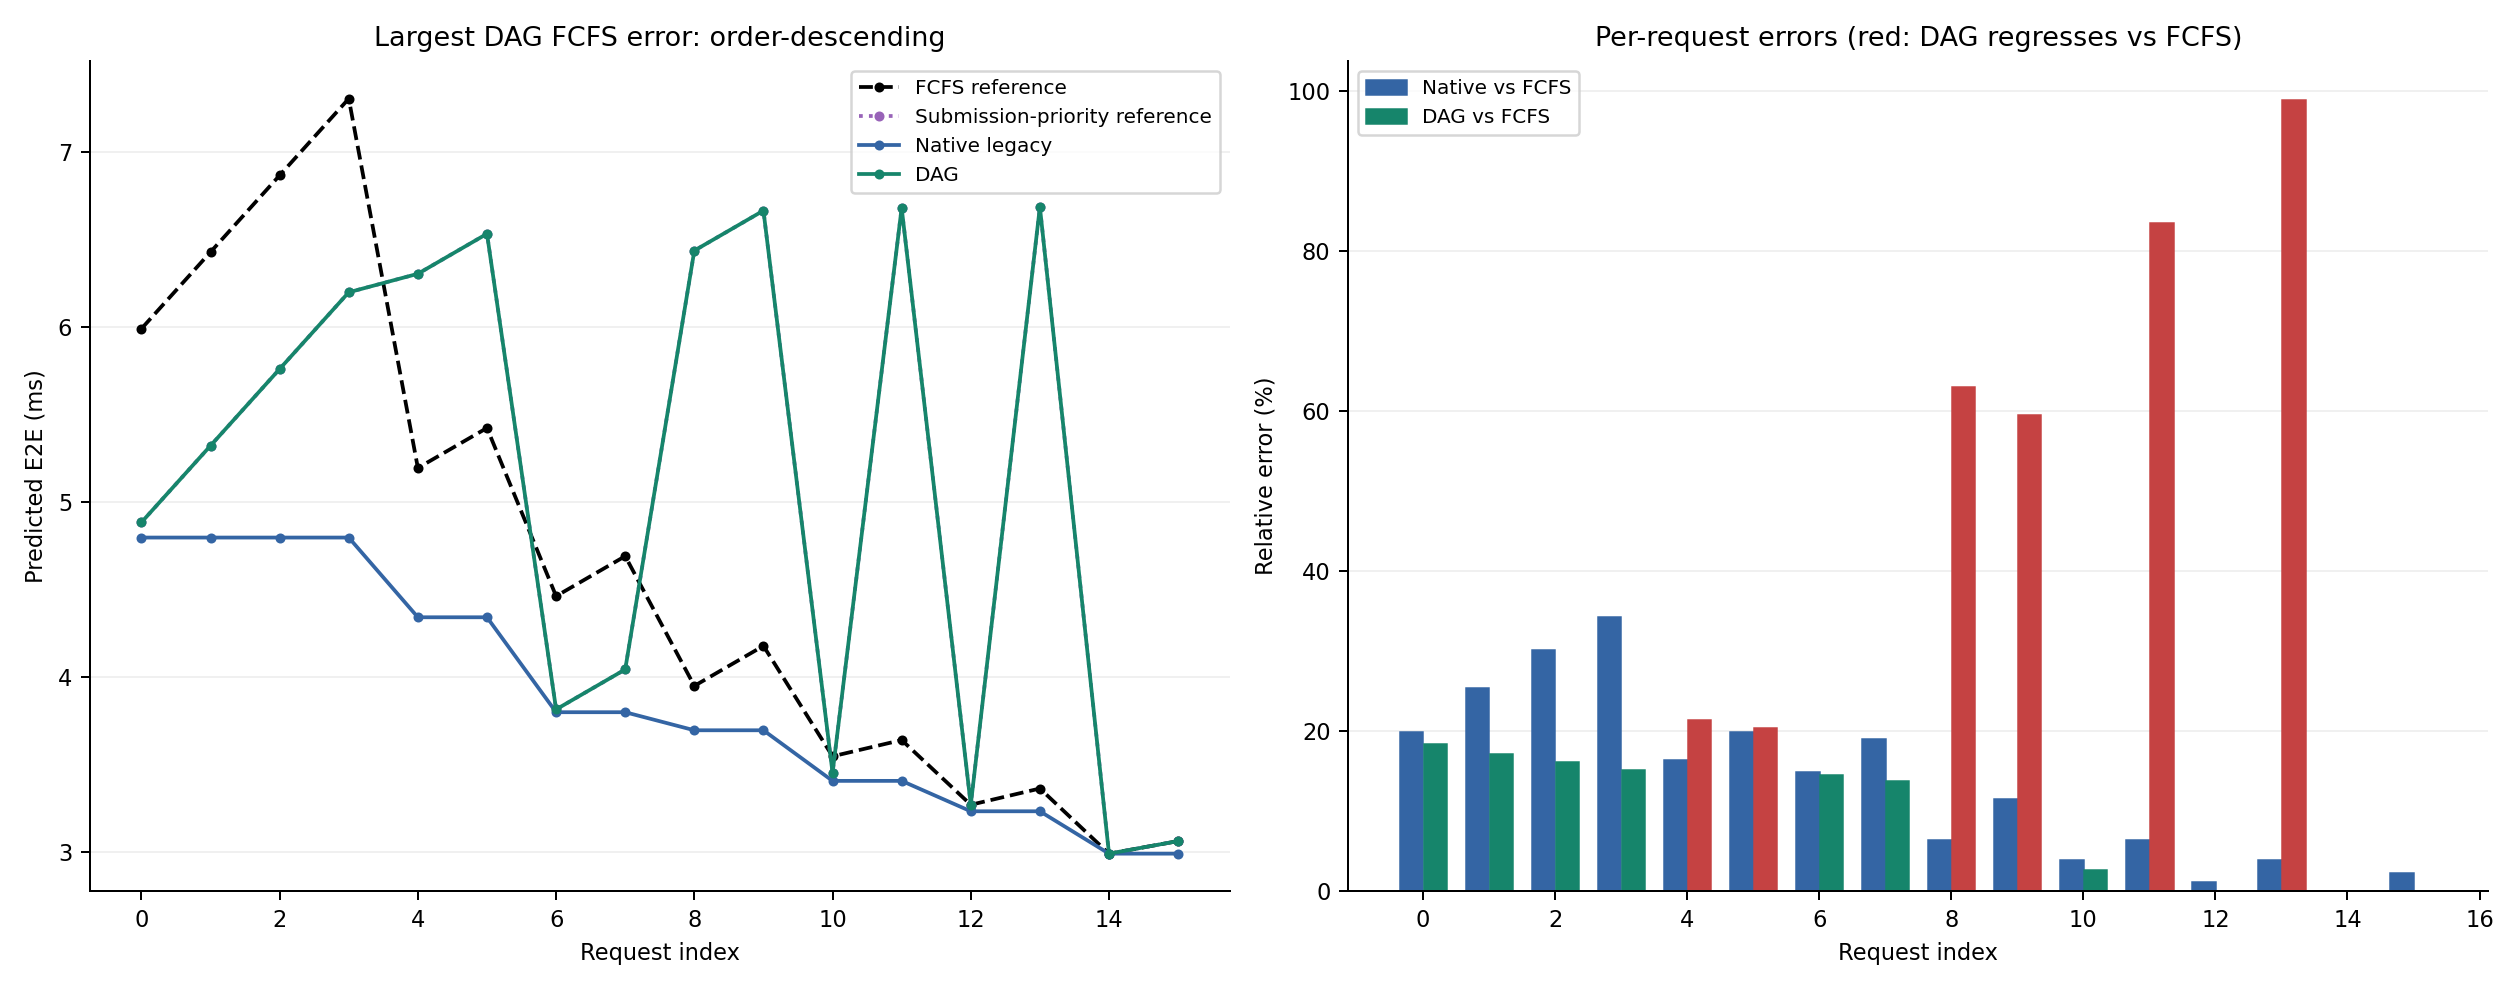 Largest DAG FCFS error: order-descending
FCFS reference
Submission-priority reference
Native legacy
DAG
7
6
5
4
3
Predicted E2E (ms)
0 2 4 6 8 10 12 14
Request index
Per-request errors (red: DAG regresses vs FCFS)
Native vs FCFS
DAG vs FCFS
100
80
60
40
20
0
Relative error (%)
0 2 4 6 8 10 12 14 16
Request index